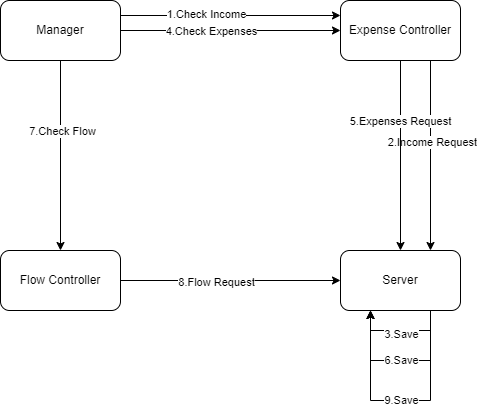 Manager
1.Check Income
4.Check Expenses
Expense Controller
5.Expenses Request
2.Income Request
7.Check Flow
Flow Controller
8.Flow Request
Server
3.Save
6.Save
9.Save